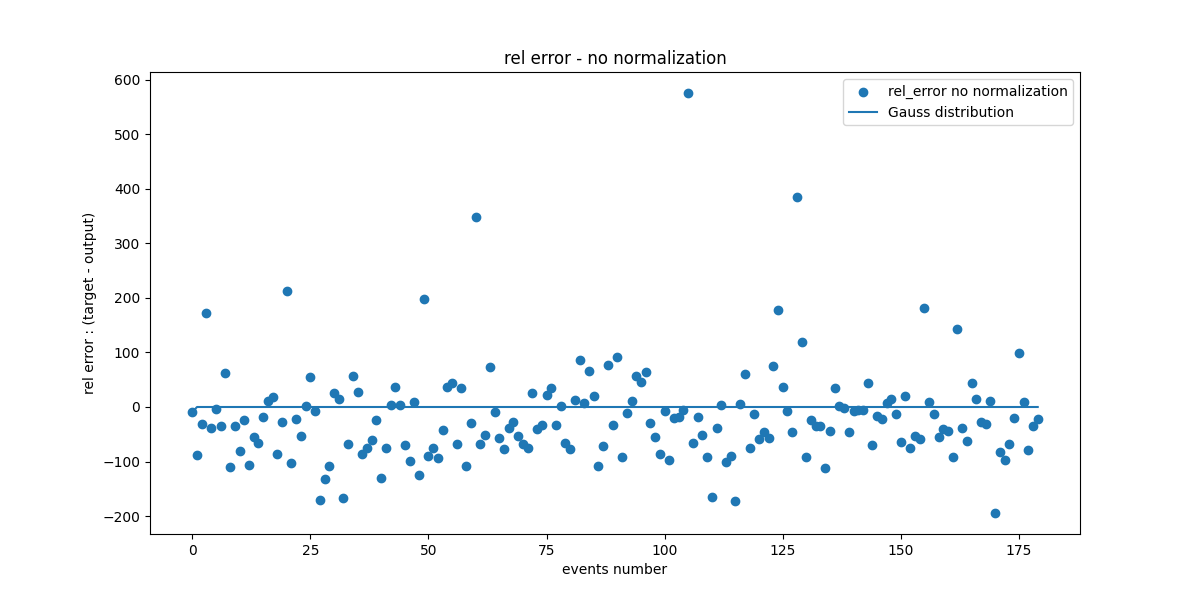 rel error - no normalization
rel_error no normalization
Gauss distribution
rel error : (target - output)
600
500
400
300
200
100
0
−100
−200
0 25 50 75 100 125 150 175
events number